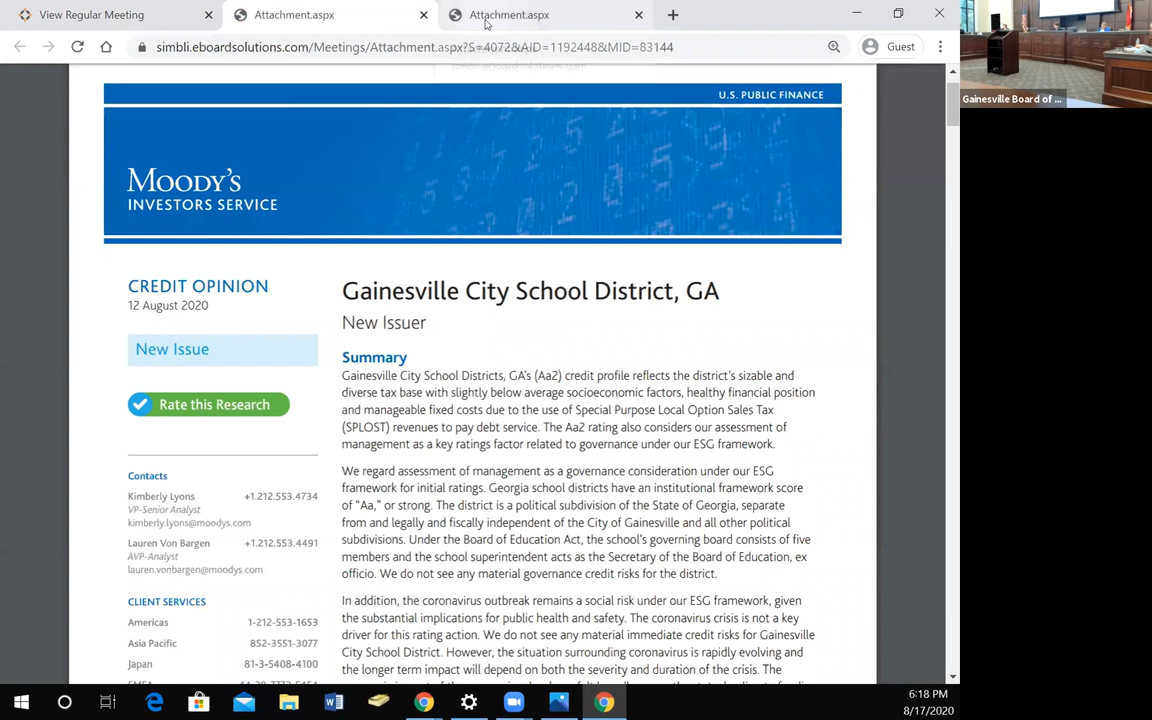 View Regular Meeting
Attachment.aspx
Attachment.aspx
simbli.eboardsolutions.com/Meetings/Attachment.aspx?S=4072&AID=1192448&MID=83144
Guest
Gainesville Board of ...
U.S. PUBLIC FINANCE
MOODY'S
INVESTORS SERVICE
CREDIT OPINION
12 August 2020
New Issue
Rate this Research
Contacts
Kimberly Lyons +1.212.553.4734
VP-Senior Analyst
kimberly.lyons@moodys.com
Lauren Von Bargen +1.212.553.4491
AVP-Analyst
lauren.vonbargen@moodys.com
CLIENT SERVICES
Americas 1-212-553-1653
Asia Pacific 852-3551-3077
Japan 81-3-5408-4100
Gainesville City School District, GA
New Issuer
Summary
Gainesville City School Districts, GA's (Aa2) credit profile reflects the district's sizable and
diverse tax base with slightly below average socioeconomic factors, healthy financial position
and manageable fixed costs due to the use of Special Purpose Local Option Sales Tax
(SPLOST) revenues to pay debt service. The Aa2 rating also considers our assessment of
management as a key ratings factor related to governance under our ESG framework.
We regard assessment of management as a governance consideration under our ESG
framework for initial ratings. Georgia school districts have an institutional framework score
of "Aa," or strong. The district is a political subdivision of the State of Georgia, separate
from and legally and fiscally independent of the City of Gainesville and all other political
subdivisions. Under the Board of Education Act, the school's governing board consists of five
members and the school superintendent acts as the Secretary of the Board of Education, ex
officio. We do not see any material governance credit risks for the district.
In addition, the coronavirus outbreak remains a social risk under our ESG framework, given
the substantial implications for public health and safety. The coronavirus crisis is not a key
driver for this rating action. We do not see any material immediate credit risks for Gainesville
City School District. However, the situation surrounding coronavirus is rapidly evolving and
the longer term impact will depend on both the severity and duration of the crisis. The
6:18 PM
8/17/2020